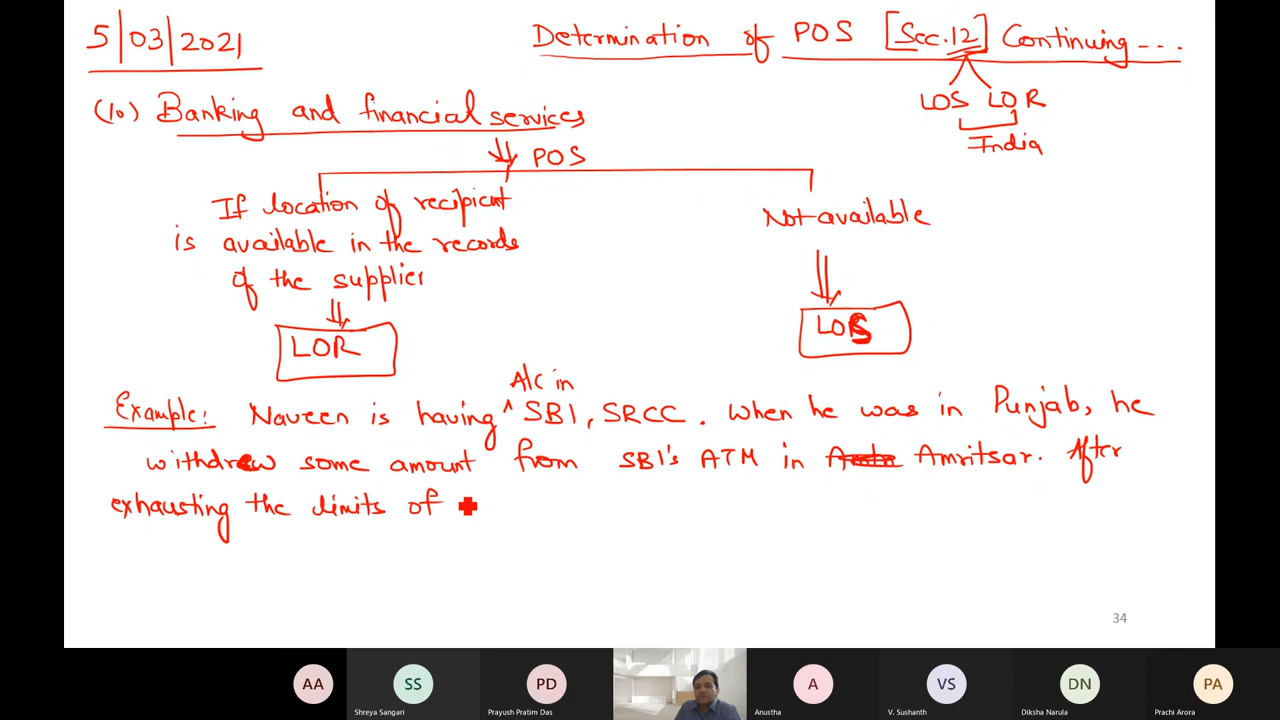 5/03/2021
Determination of POS [Sec.12] Continuing ---
LOS LOR
India
(10) Banking and financial services
POS
If location of recipient
is available in the records
of the supplier
LOR
Not available
LOS
A/c in
Example: Naveen is having ^ SBI, SRCC. When he was in Punjab, he
withdrew some amount from SBI's ATM in Amritsar. After
exhausting the limits of
34
AA
SS
Shreya Sangari
PD
Prayush Pratim Das
A
Anustha
VS
V. Sushanth
DN
Diksha Narula
PA
Prachi Arora